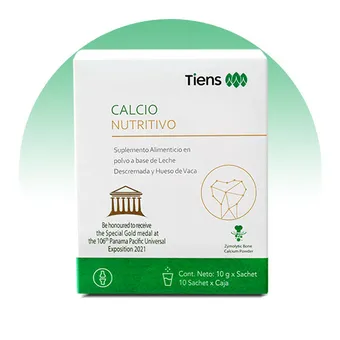 Tiens
CALCIO
NUTRITIVO
Suplemento Alimenticio en
polvo a base de Leche
Descremada y Hueso de Vaca
Be honoured to receive
the Special Gold medal at
the 106th Panama Pacific Universal
Exposition 2021
Zymolytic Bone
Calcium Powder
Cont. Neto: 10 g x Sachet
10 Sachet x Caja